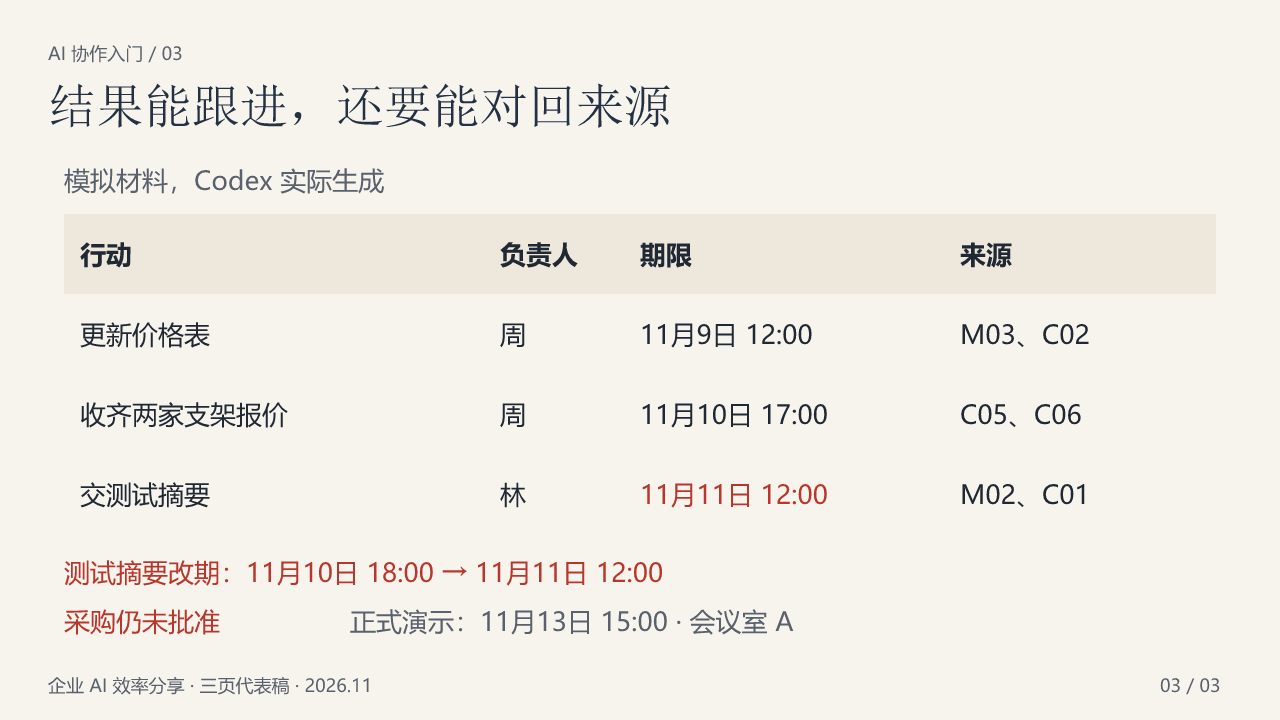 AI 协作入门 / 03
结果能跟进，还要能对回来源
模拟材料，Codex 实际生成
行动 负责人 期限 来源
更新价格表 周 11月9日 12:00 M03、C02
收齐两家支架报价 周 11月10日 17:00 C05、C06
交测试摘要 林 11月11日 12:00 M02、C01
测试摘要改期：11月10日 18:00 → 11月11日 12:00
采购仍未批准 正式演示：11月13日 15:00 · 会议室 A
企业 AI 效率分享 · 三页代表稿 · 2026.11 03 / 03